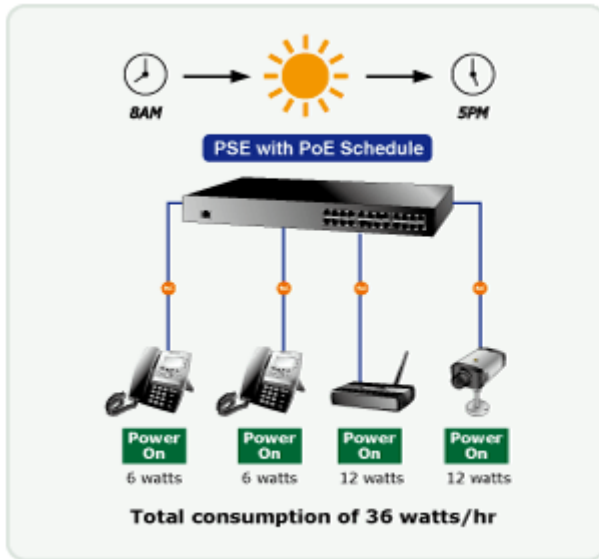 8AM
5PM
PSE with PoE Schedule
Power
On
6 watts
Power
On
6 watts
Power
On
12 watts
Power
On
12 watts
Total consumption of 36 watts/hr